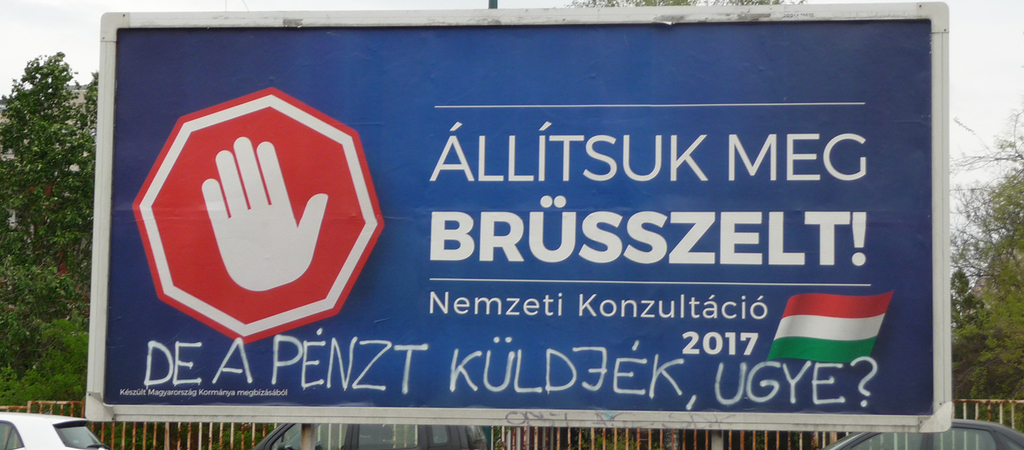 ÁLLÍTSUK MEG
BRÜSSZELT!
Nemzeti Konzultáció
2017
DE A PÉNZT KÜLDJÉK, UGYE?
Készült Magyarország Kormánya megbízásából